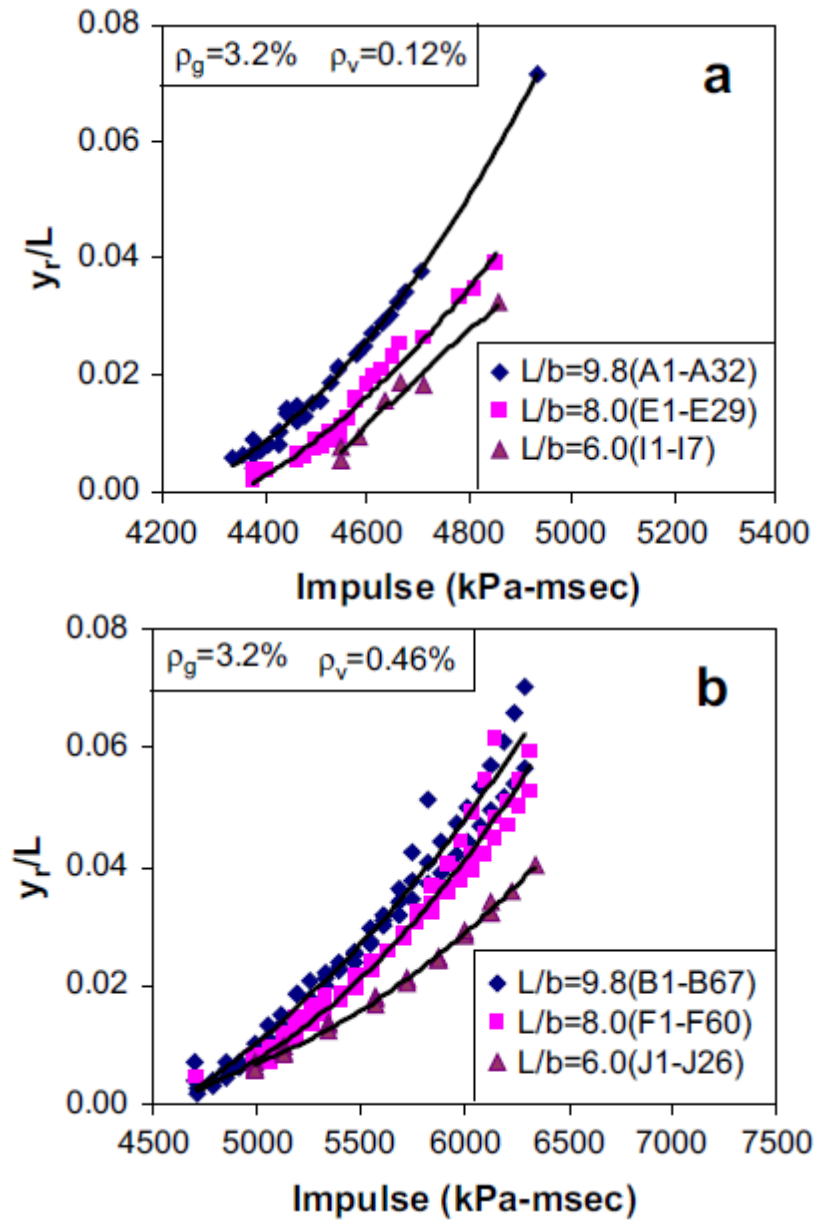 0.08
ρg=3.2% ρv=0.12%
a
0.06
0.04
0.02
0.00
yr/L
L/b=9.8(A1-A32)
L/b=8.0(E1-E29)
L/b=6.0(I1-I7)
4200 4400 4600 4800 5000 5200 5400
Impulse (kPa-msec)
0.08
ρg=3.2% ρv=0.46%
b
0.06
0.04
0.02
0.00
yr/L
L/b=9.8(B1-B67)
L/b=8.0(F1-F60)
L/b=6.0(J1-J26)
4500 5000 5500 6000 6500 7000 7500
Impulse (kPa-msec)